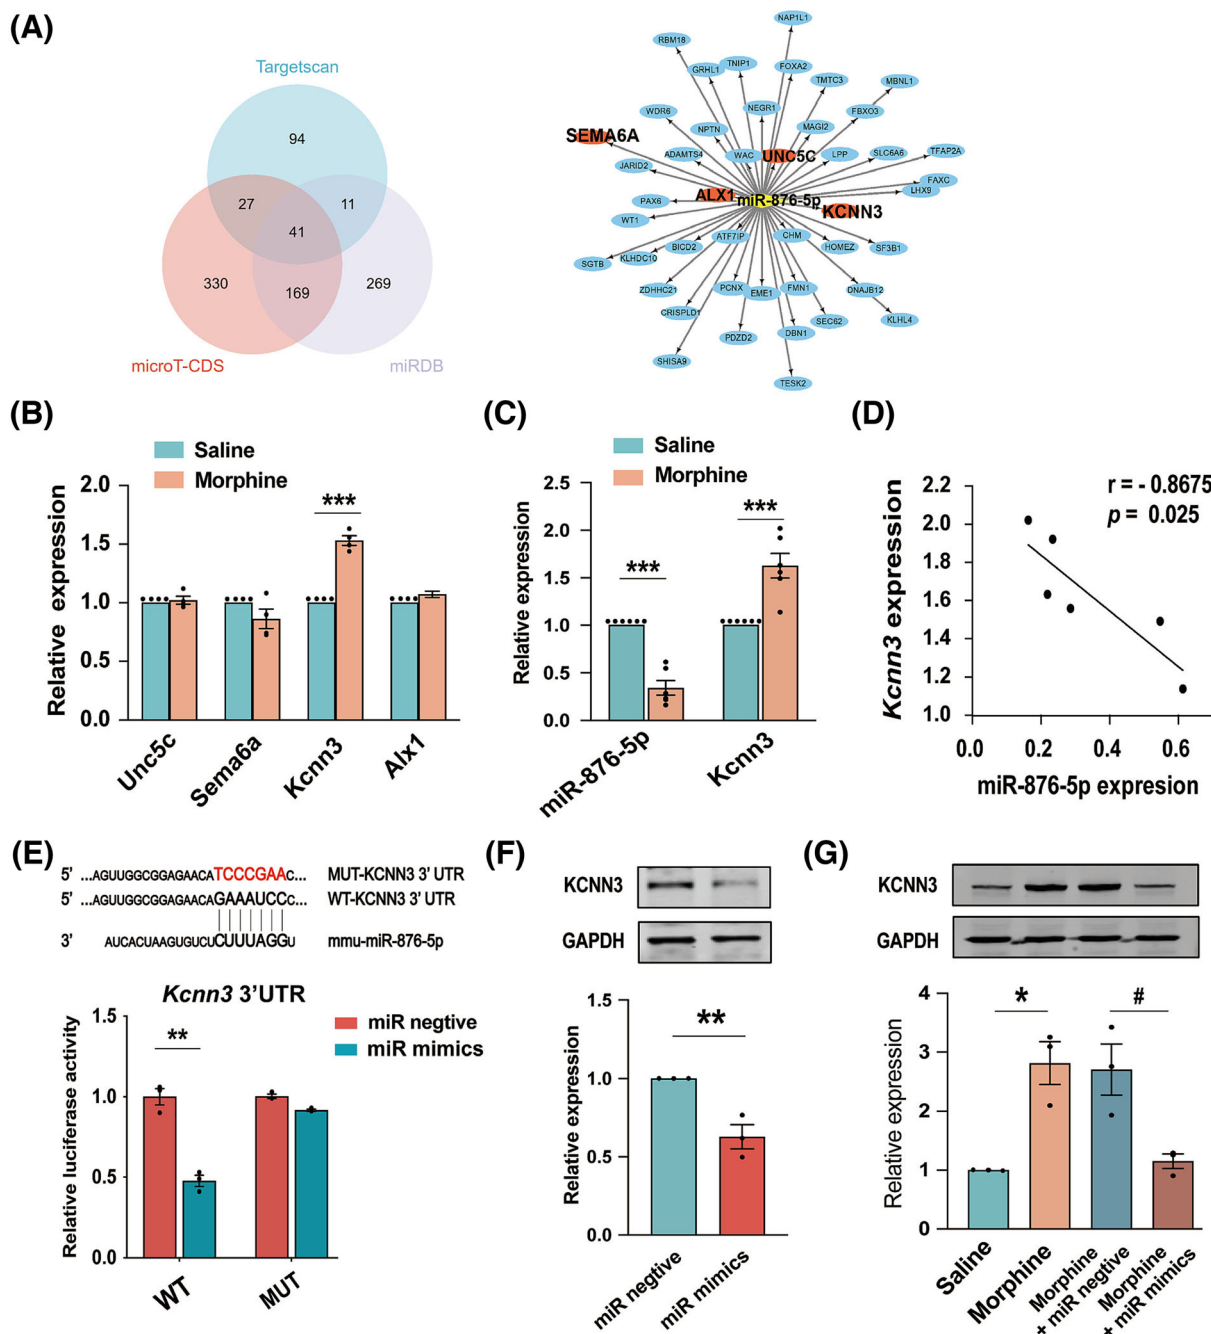 (A)
Targetscan
94
27
11
41
330
169
269
microT-CDS
miRDB
NAP1L1
RBM18
GRHL1
TNIP1
FOXA2
TMTC3
MBNL1
WDR6
NEGR1
FBXO3
SEMA6A
NPTN
MAGI2
JARID2
ADAMTS4
WAC
UNC5C
LPP
SLC6A6
TFAP2A
FAXC
PAX6
ALX1
miR-876-5p
KCNN3
LHX9
WT1
BICD2
ATF7IP
CHM
HOMEZ
SF3B1
SGTB
KLHDC10
ZDHHC21
PCNX
EME1
FMN1
DNAJB12
CRISPLD1
SEC62
KLHL4
PDZD2
DBN1
SHISA9
TESK2
(B)
Saline
Morphine
Relative expression
2.0
1.5
1.0
0.5
0.0
***
Unc5c
Sema6a
Kcnn3
Alx1
(C)
Saline
Morphine
Relative expression
2.5
2.0
1.5
1.0
0.5
0.0
***
***
miR-876-5p
Kcnn3
(D)
r = - 0.8675
p = 0.025
Kcnn3 expression
2.2
2.0
1.8
1.6
1.4
1.2
1.0
0.0
0.2
0.4
0.6
miR-876-5p expresion
(E)
5' ...AGUUGGCGGAGAACATCCCGAAC... MUT-KCNN3 3' UTR
5' ...AGUUGGCGGAGAACAGAAAUCCC... WT-KCNN3 3' UTR
3' AUCACUAAGUGUCUCUUUAGGU mmu-miR-876-5p
Kcnn3 3'UTR
miR negtive
miR mimics
Relative luciferase activity
1.5
1.0
0.5
0.0
**
WT
MUT
(F)
KCNN3
GAPDH
Relative expression
1.5
1.0
0.5
0.0
**
miR negtive
miR mimics
(G)
KCNN3
GAPDH
Relative expression
4
3
2
1
0
*
#
Saline
Morphine
Morphine
+ miR negtive
Morphine
+ miR mimics